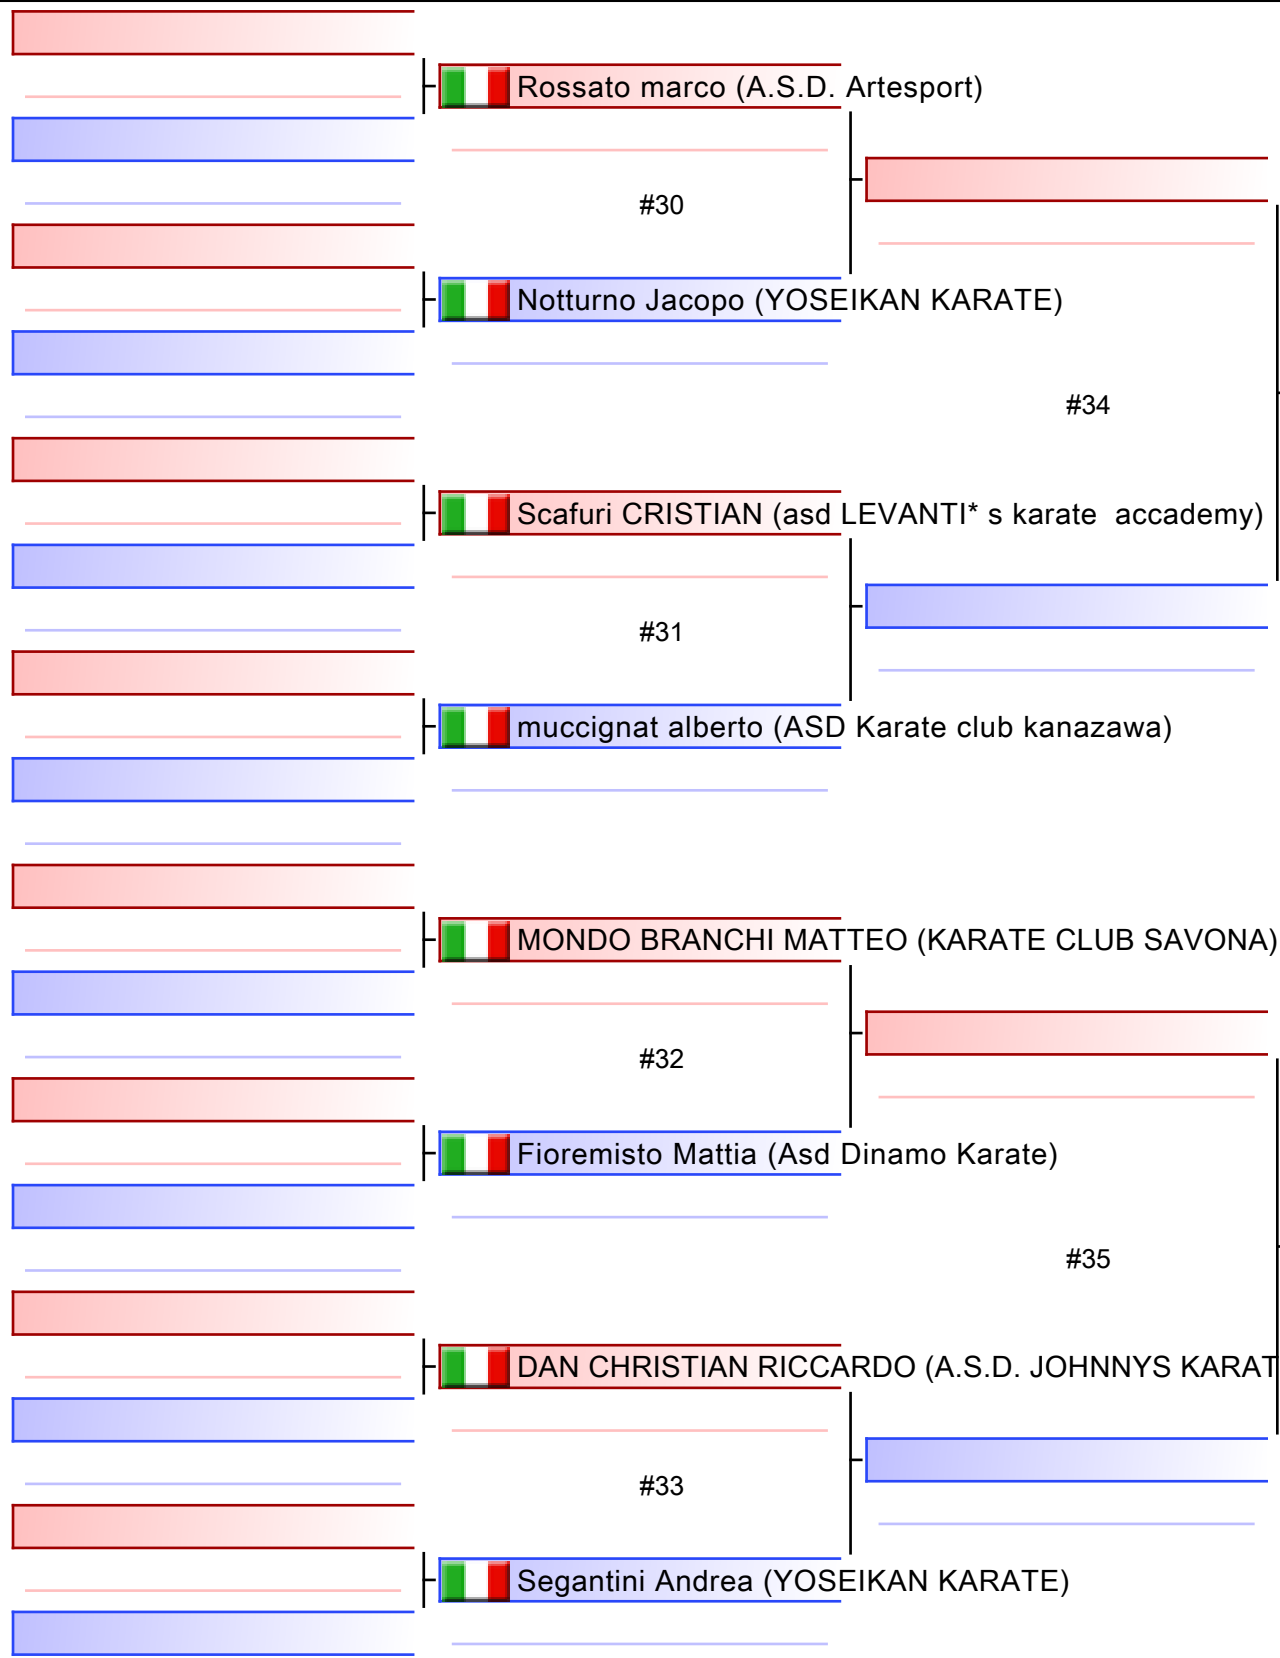 Rossato marco (A.S.D. Artesport)
#30
Notturno Jacopo (YOSEIKAN KARATE)
#34
Scafuri CRISTIAN (asd LEVANTI* s karate  accademy)
#31
muccignat alberto (ASD Karate club kanazawa)
MONDO BRANCHI MATTEO (KARATE CLUB SAVONA)
#32
Fioremisto Mattia (Asd Dinamo Karate)
#35
DAN CHRISTIAN RICCARDO (A.S.D. JOHNNYS KARAT
#33
Segantini Andrea (YOSEIKAN KARATE)